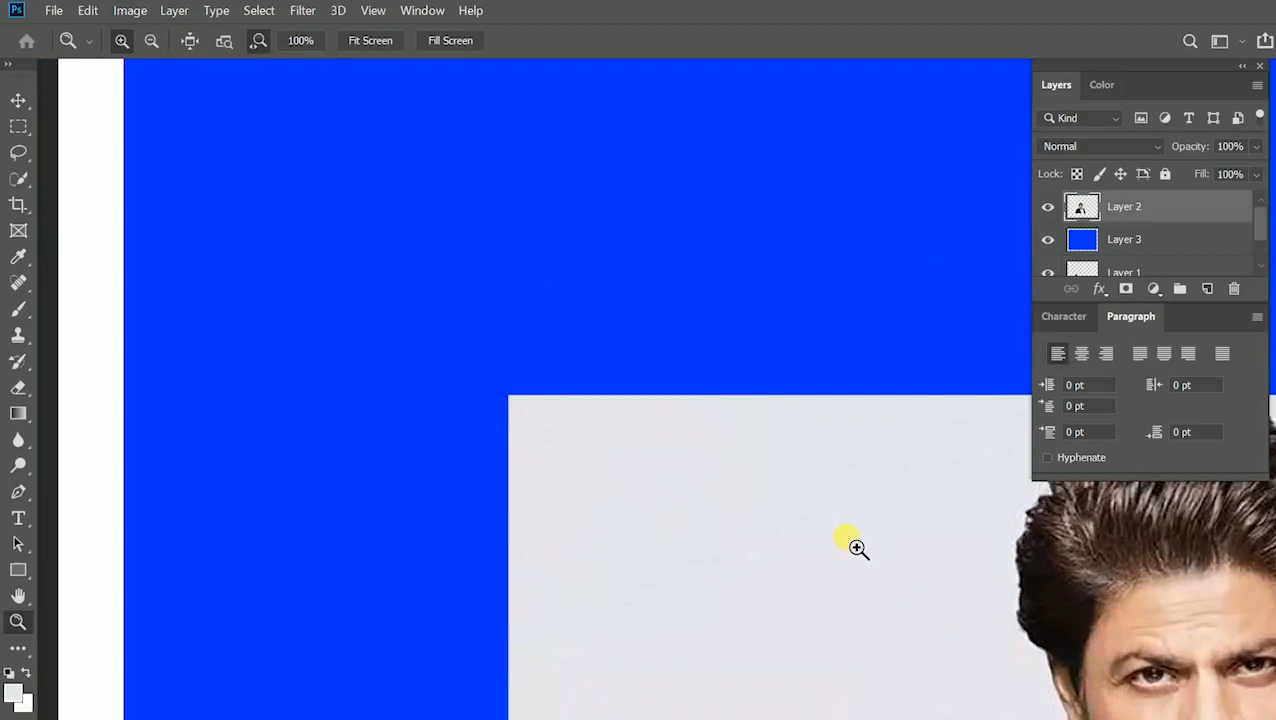 Ps File Edit Image Layer Type Select Filter 3D View Window Help
100% Fit Screen Fill Screen
Layers Color
Kind
Normal Opacity: 100%
Lock: Fill: 100%
Layer 2
Layer 3
Layer 1
Character Paragraph
0 pt 0 pt
0 pt
0 pt 0 pt
Hyphenate